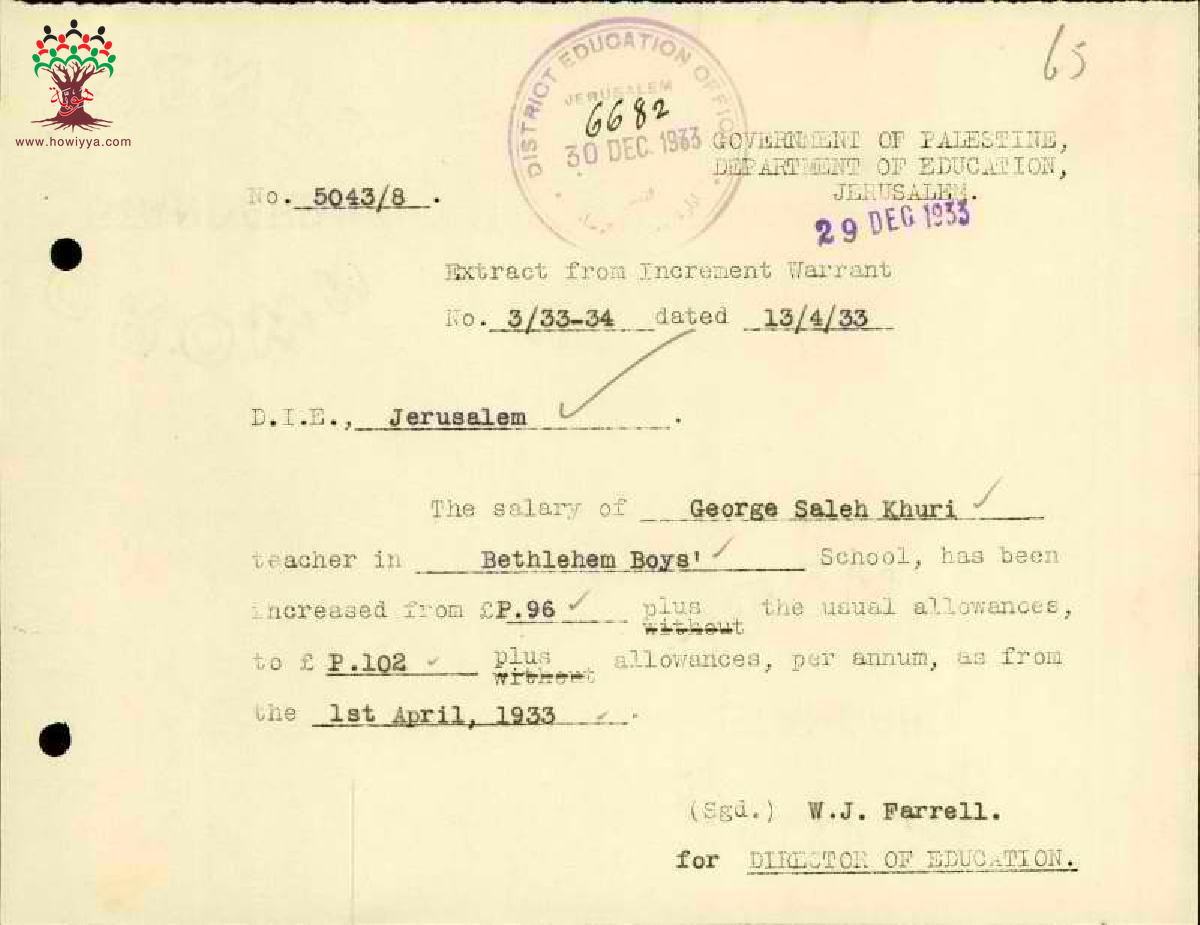 www.howiyya.com
65
DISTRICT EDUCATION OFFICE
JERUSALEM
6682
30 DEC. 1933
GOVERNMENT OF PALESTINE,
DEPARTMENT OF EDUCATION,
JERUSALEM.
29 DEC 1933
No. 5043/8 .
Extract from Increment Warrant
No. 3/33-34 dated 13/4/33
D.I.E., Jerusalem .
The salary of George Saleh Khuri
teacher in Bethlehem Boys' School, has been
increased from £P.96 plus without the usual allowances,
to £ P.102 plus without allowances, per annum, as from
the 1st April, 1933 .
(Sgd.) W.J. Farrell.
for DIRECTOR OF EDUCATION.